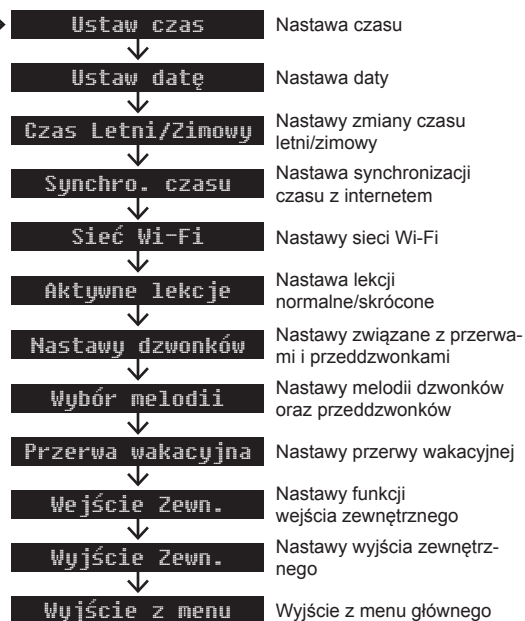 Ustaw czas
Nastawa czasu
Ustaw datę
Nastawa daty
Czas Letni/Zimowy
Nastawy zmiany czasu
letni/zimowy
Synchro. czasu
Nastawa synchronizacji
czasu z internetem
Sieć Wi-Fi
Nastawy sieci Wi-Fi
Aktywne lekcje
Nastawa lekcji
normalne/skrócone
Nastawy dzwonków
Nastawy związane z przerwa-
mi i przeddzwonkami
Wybór melodii
Nastawy melodii dzwonków
oraz przeddzwonków
Przerwa wakacyjna
Nastawy przerwy wakacyjnej
Wejście Zewn.
Nastawy funkcji
wejścia zewnętrznego
Wyjście Zewn.
Nastawy wyjścia zewnętrz-
nego
Wyjście z menu
Wyjście z menu głównego